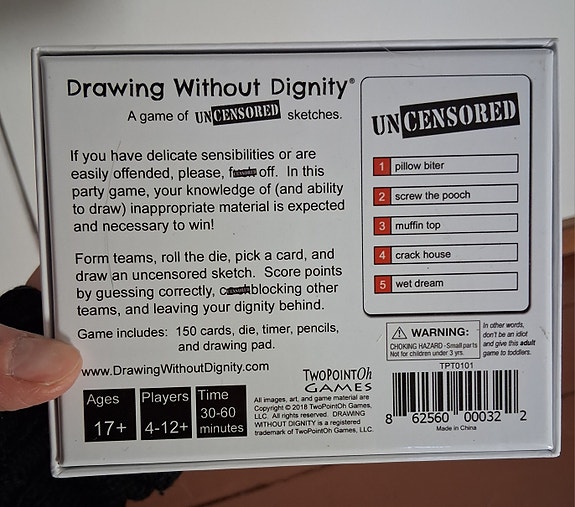 Drawing Without Dignity®
A game of UNCENSORED sketches.
If you have delicate sensibilities or are
easily offended, please, f CENSORED off. In this
party game, your knowledge of (and ability
to draw) inappropriate material is expected
and necessary to win!
Form teams, roll the die, pick a card, and
draw an uncensored sketch. Score points
by guessing correctly, c CENSORED blocking other
teams, and leaving your dignity behind.
Game includes: 150 cards, die, timer, pencils,
and drawing pad.
www.DrawingWithoutDignity.com
Ages
17+
Players
4-12+
Time
30-60
minutes
TWOPOINTOh
GAMES
All images, art, and game material are
Copyright © 2018 TwoPointOh Games,
LLC. All rights reserved. DRAWING
WITHOUT DIGNITY is a registered
trademark of TwoPointOh Games, LLC.
UNCENSORED
1 pillow biter
2 screw the pooch
3 muffin top
4 crack house
5 wet dream
WARNING:
CHOKING HAZARD -Small parts
Not for children under 3 yrs.
In other words,
don't be an idiot
and give this adult
game to toddlers.
TPT0101
8 62560 00032 2
Made in China